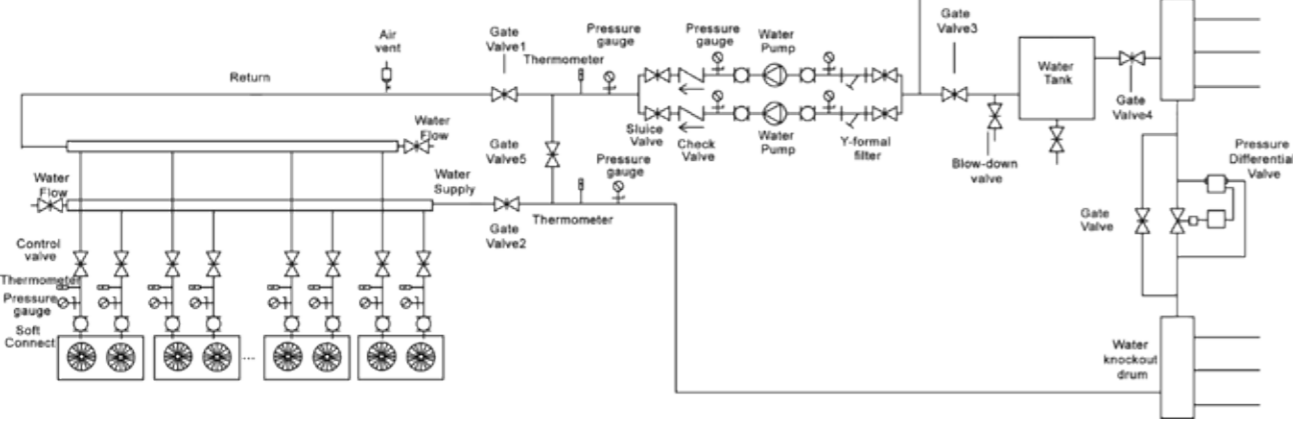 Gate
Valve3
Air
vent
Gate
Valve1
Pressure
gauge
Pressure
gauge
Water
Pump
Thermometer
Return
Water
Tank
Gate
Valve4
Water
Flow
Sluice
Valve
Check
Valve
Water
Pump
Y-formal
filter
Blow-down
valve
Gate
Valve5
Pressure
gauge
Pressure
Differential
Valve
Water
Flow
Water
Supply
Thermometer
Gate
Valve2
Gate
Valve
Control
valve
Thermometer
Pressure
gauge
Soft
Connect
...
Water
knockout
drum